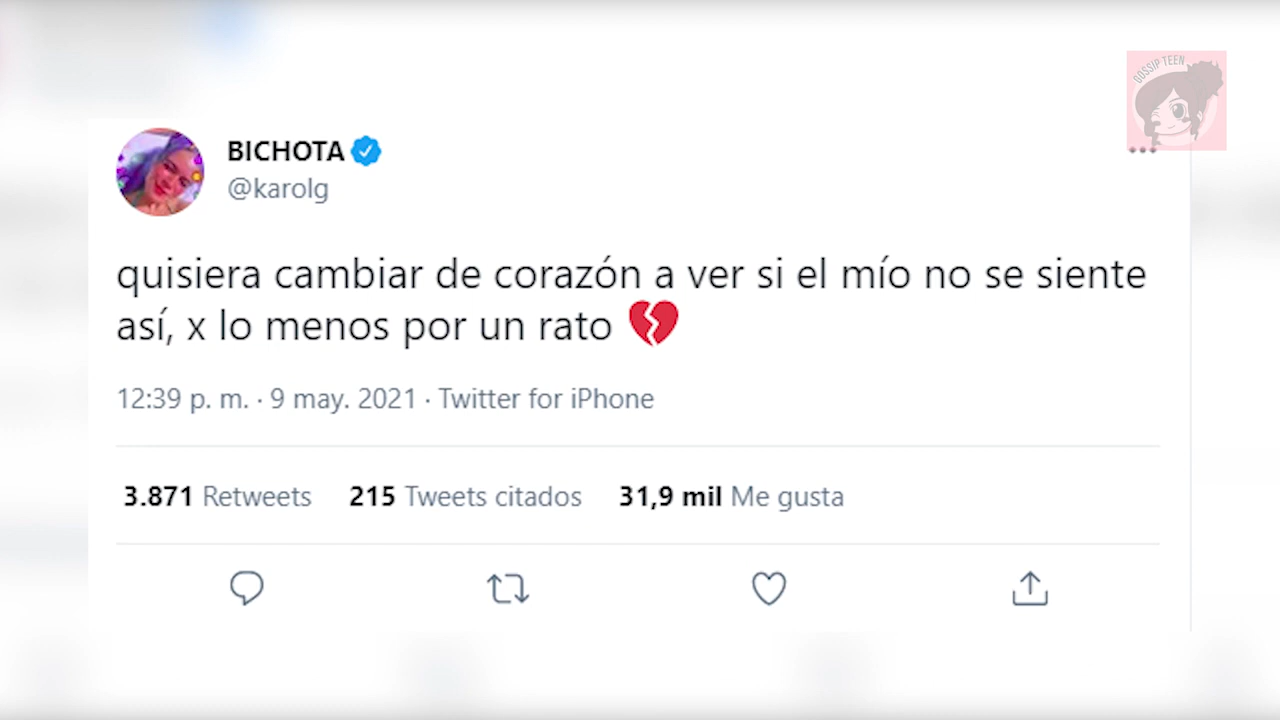 GOSSIP TEEN
BICHOTA
@karolg
quisiera cambiar de corazón a ver si el mío no se siente
así, x lo menos por un rato 💔
12:39 p. m. · 9 may. 2021 · Twitter for iPhone
3.871 Retweets 215 Tweets citados 31,9 mil Me gusta